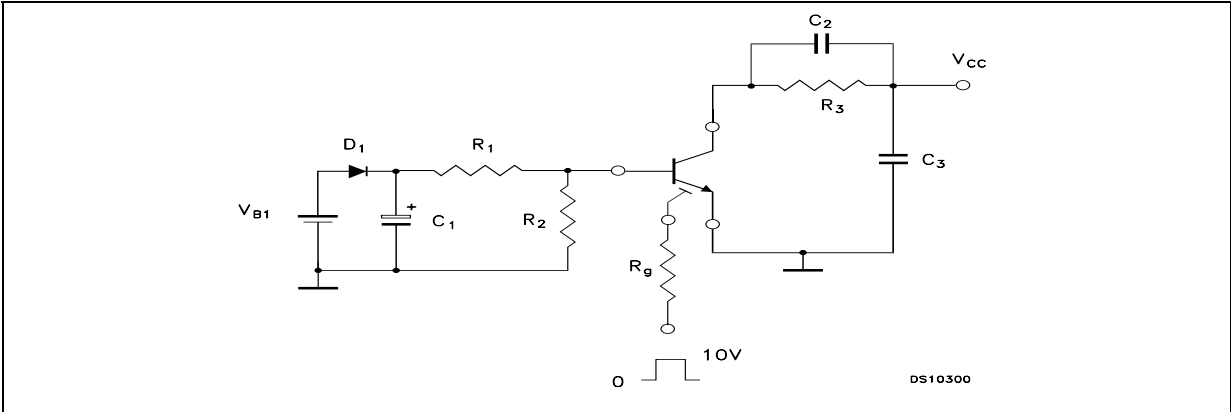 C2
VCC
R3
D1
R1
C3
VB1
+
C1
R2
Rg
10V
0
DS10300